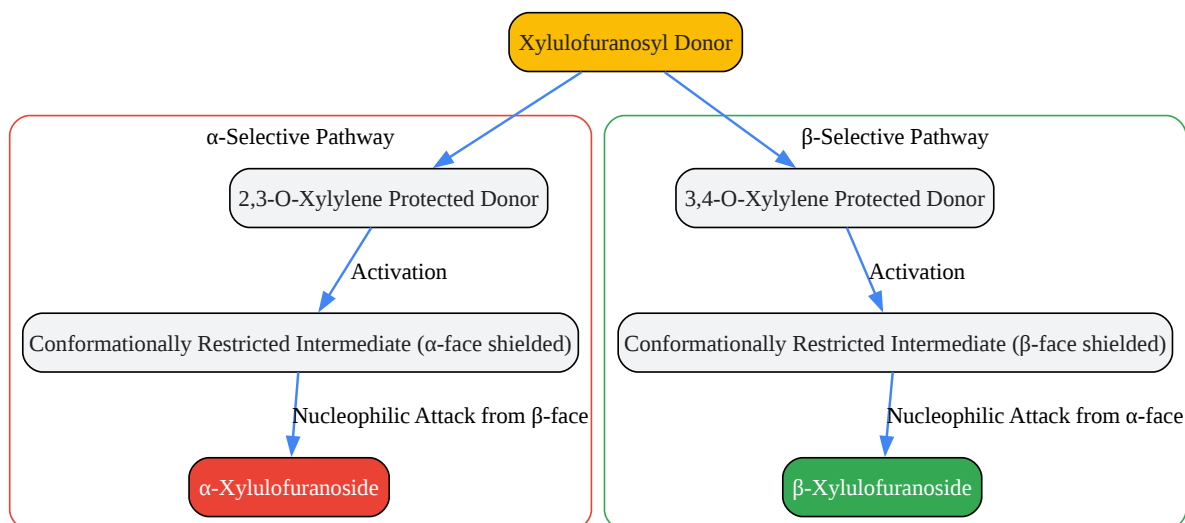 Xylulofuranosyl Donor
α-Selective Pathway
β-Selective Pathway
2,3-O-Xylylene Protected Donor
3,4-O-Xylylene Protected Donor
Activation
Activation
Conformationally Restricted Intermediate (α-face shielded)
Conformationally Restricted Intermediate (β-face shielded)
Nucleophilic Attack from β-face
Nucleophilic Attack from α-face
α-Xylulofuranoside
β-Xylulofuranoside